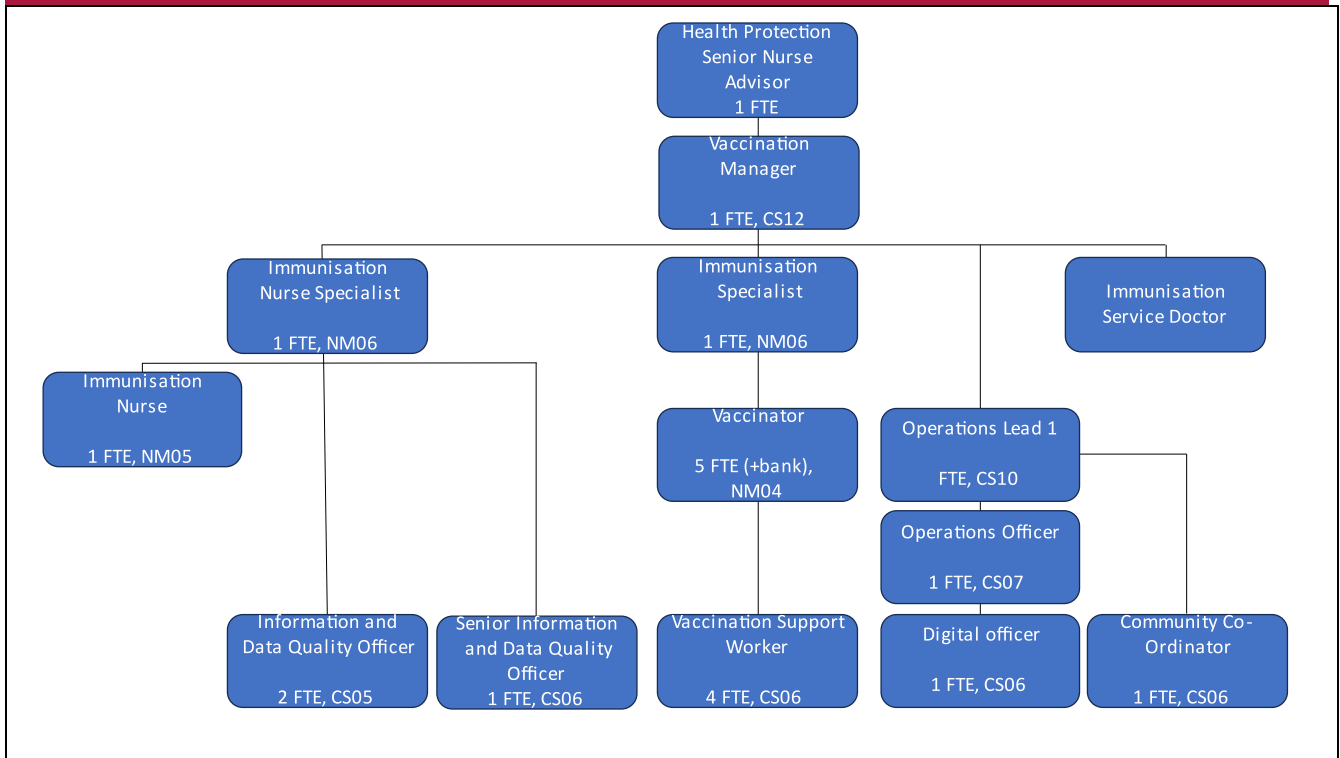 Health Protection
Senior Nurse
Advisor
1 FTE
Vaccination
Manager
1 FTE, CS12
Immunisation
Nurse Specialist
1 FTE, NM06
Immunisation
Specialist
1 FTE, NM06
Immunisation
Service Doctor
Immunisation
Nurse
1 FTE, NM05
Vaccinator
5 FTE (+bank),
NM04
Operations Lead 1
FTE, CS10
Operations Officer
1 FTE, CS07
Information and
Data Quality Officer
2 FTE, CS05
Senior Information
and Data Quality
Officer
1 FTE, CS06
Vaccination Support
Worker
4 FTE, CS06
Digital officer
1 FTE, CS06
Community Co-
Ordinator
1 FTE, CS06